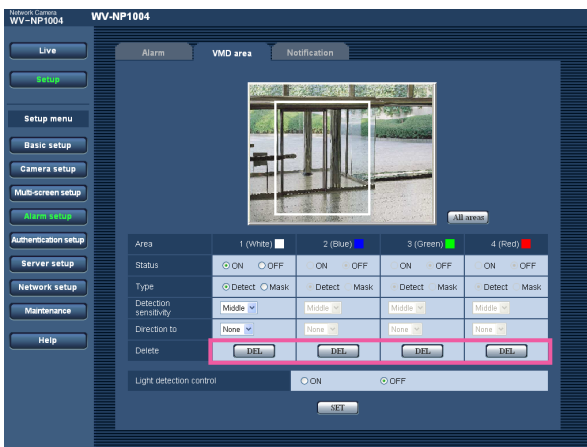 Network Camera
WV-NP1004
WV-NP1004
Live
Setup
Setup menu
Basic setup
Camera setup
Multi-screen setup
Alarm setup
Authentication setup
Server setup
Network setup
Maintenance
Help
Alarm VMD area Notification
All areas
Area 1 (White) 2 (Blue) 3 (Green) 4 (Red)
Status ON OFF ON OFF ON OFF ON OFF
Type Detect Mask Detect Mask Detect Mask Detect Mask
Detection
sensitivity Middle Middle Middle Middle
Direction to None None None None
Delete DEL DEL DEL DEL
Light detection control ON OFF
SET